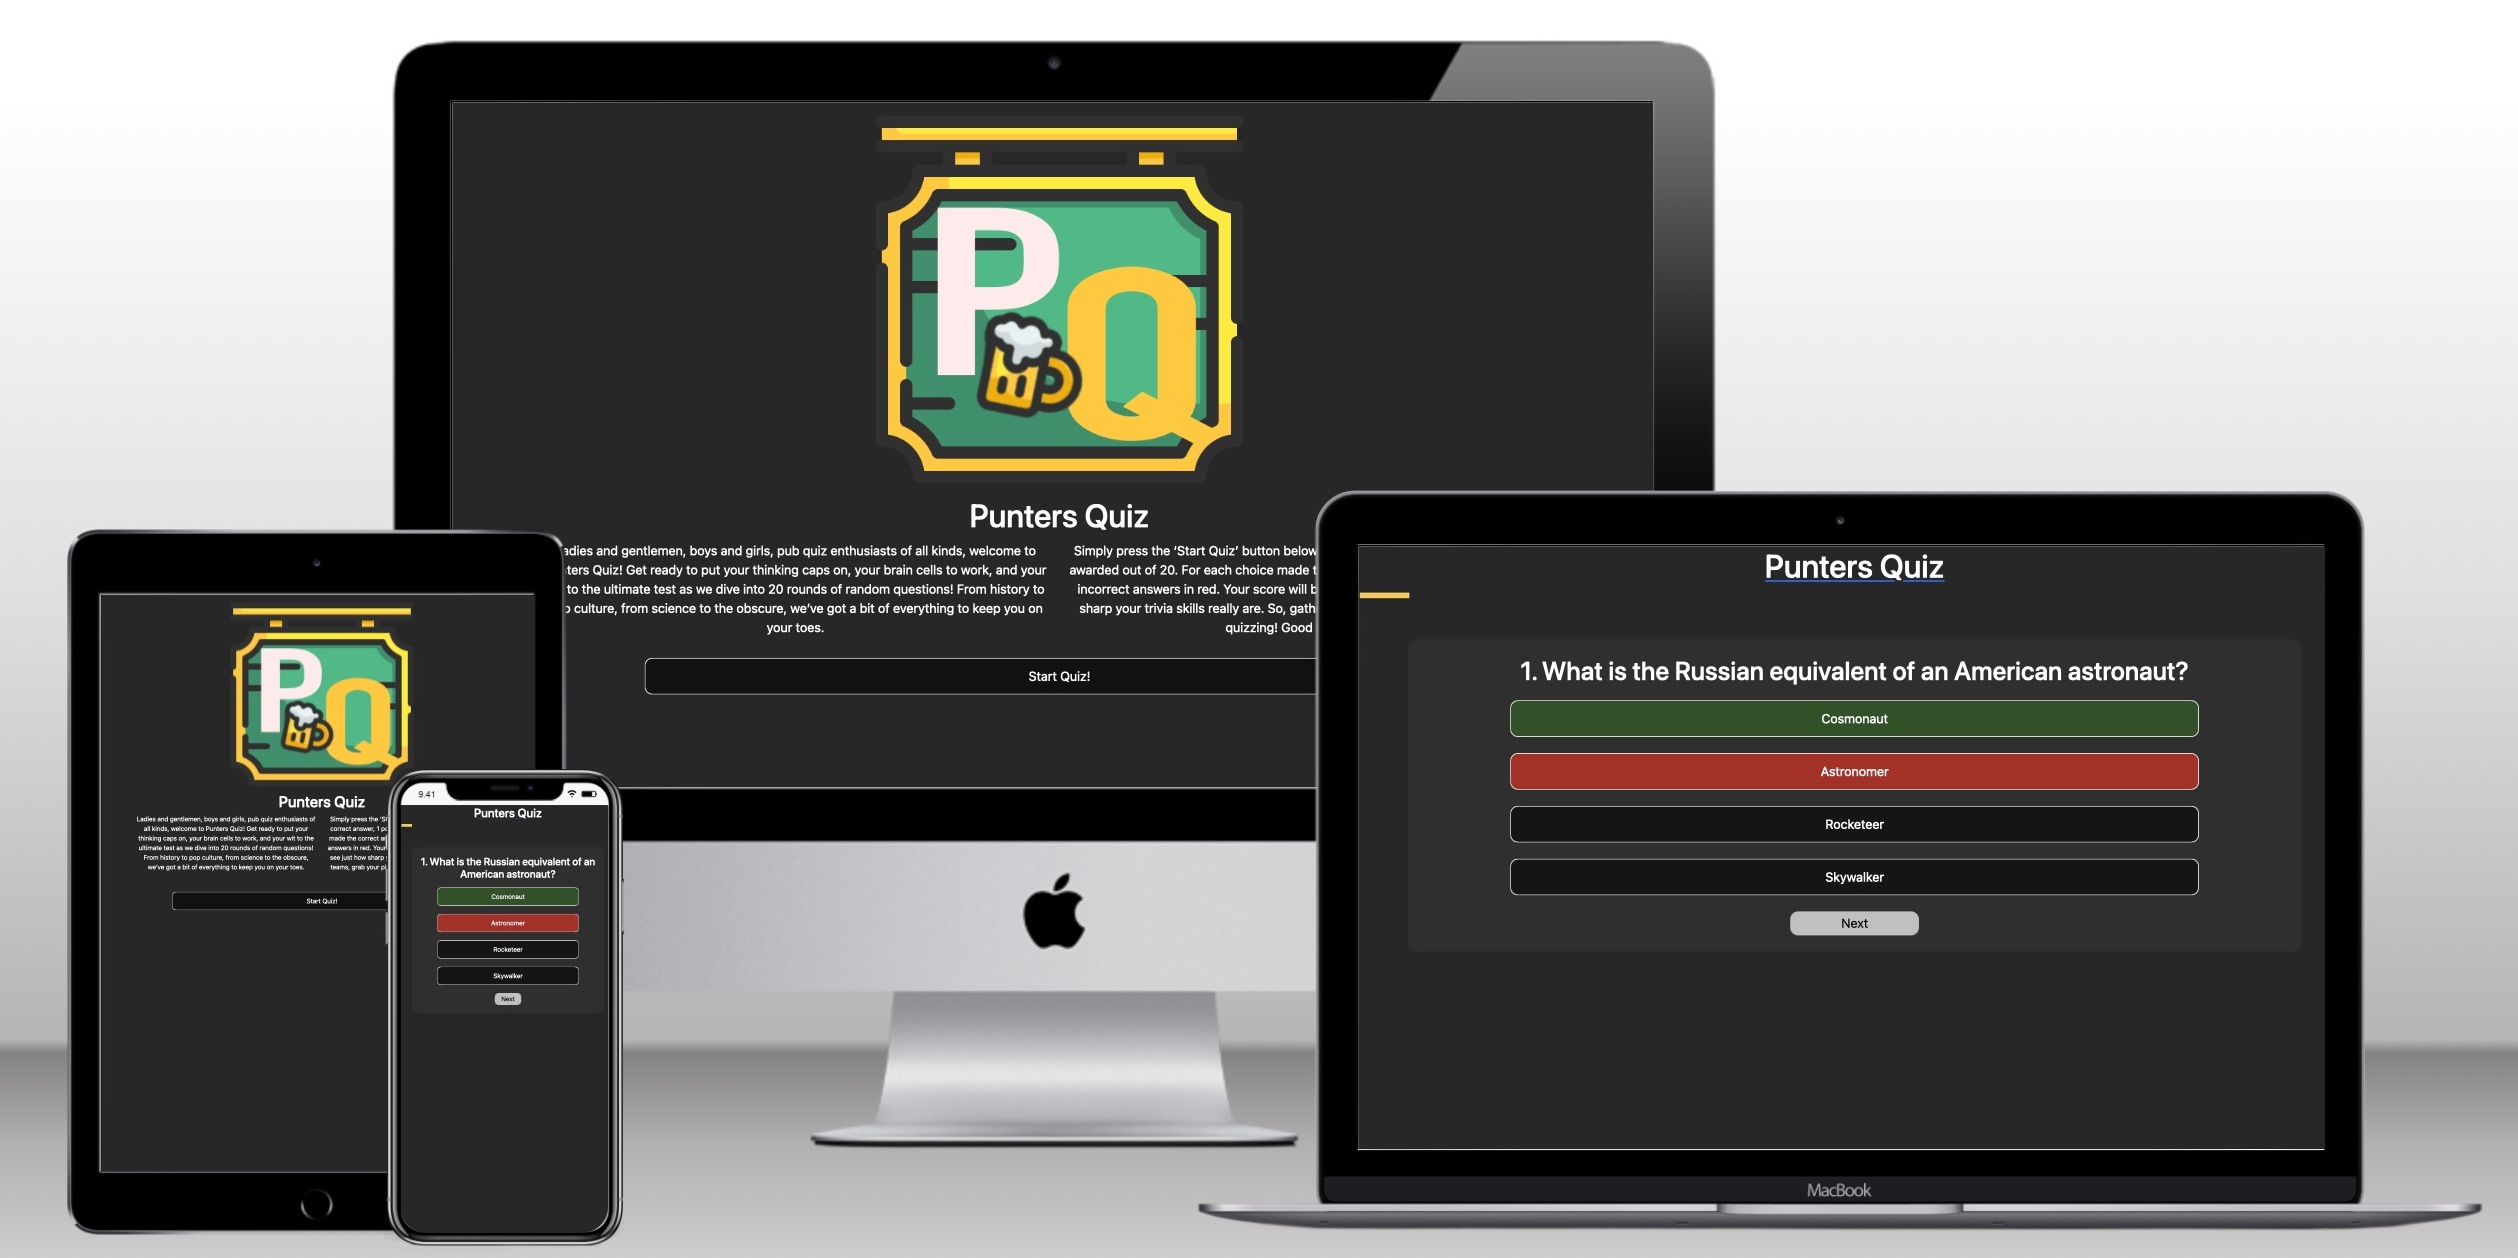 P
Q
Punters Quiz
adies and gentlemen, boys and girls, pub quiz enthusiasts of all kinds, welcome to
ters Quiz! Get ready to put your thinking caps on, your brain cells to work, and your
to the ultimate test as we dive into 20 rounds of random questions! From history to
culture, from science to the obscure, we've got a bit of everything to keep you on
your toes.
Simply press the ‘Start Quiz’ button below
awarded out of 20. For each choice made t
incorrect answers in red. Your score will b
sharp your trivia skills really are. So, gath
quizzing! Good
Start Quiz!
P
Q
Punters Quiz
Ladies and gentlemen, boys and girls, pub quiz enthusiasts of
all kinds, welcome to Punters Quiz! Get ready to put your
thinking caps on, your brain cells to work, and your wit to the
ultimate test as we dive into 20 rounds of random questions!
From history to pop culture, from science to the obscure,
we've got a bit of everything to keep you on your toes.
Simply press the ‘S
correct answer, 1 po
made the correct a
answers in red. Your
see just how sharp
teams, grab your p
Start Quiz!
9.41
Punters Quiz
1. What is the Russian equivalent of an
American astronaut?
Cosmonaut
Astronomer
Rocketeer
Skywalker
Next
Punters Quiz
1. What is the Russian equivalent of an American astronaut?
Cosmonaut
Astronomer
Rocketeer
Skywalker
Next
MacBook